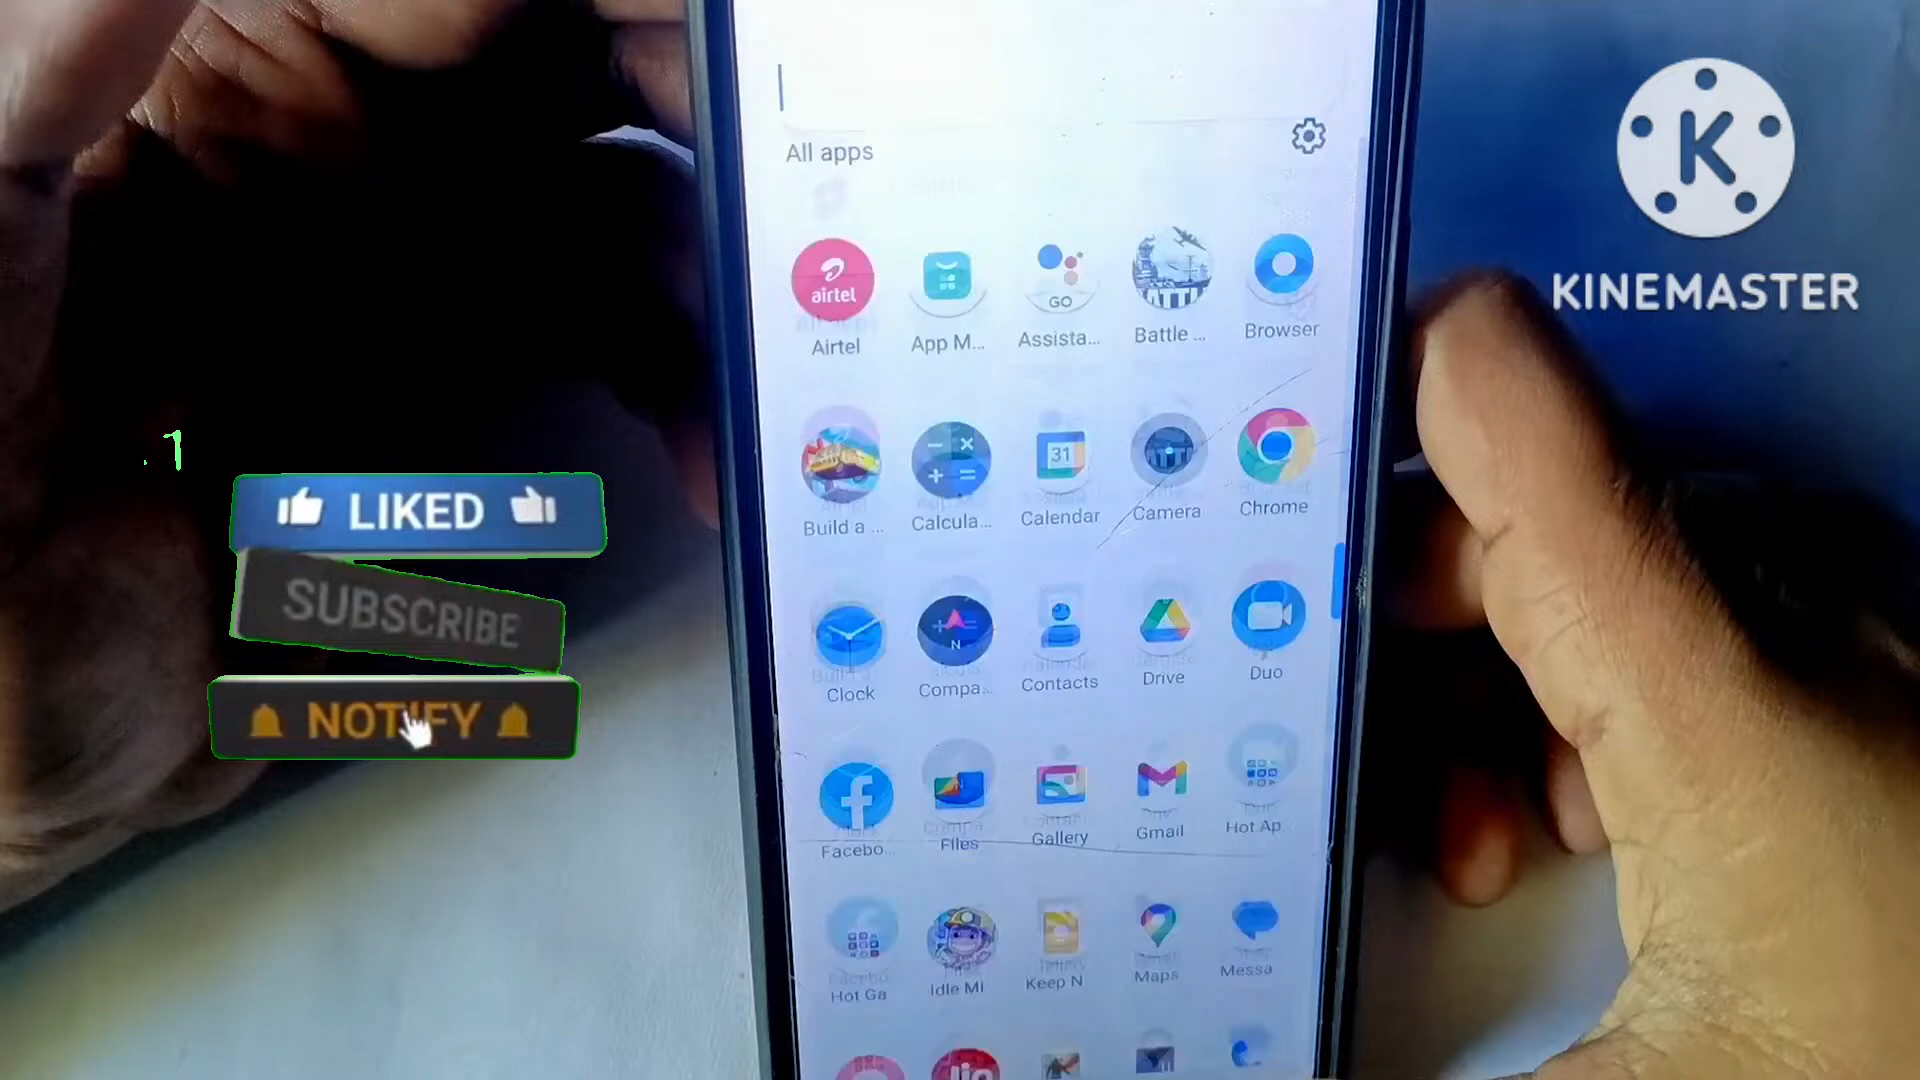 K
KINEMASTER
All apps
airtel
GO
Airtel
App M...
Assista...
Battle ...
Browser
31
Build a ...
Calcula...
Calendar
Camera
Chrome
1
LIKED
SUBSCRIBE
NOTIFY
N
Clock
Compa...
Contacts
Drive
Duo
Facebo...
Files
Gallery
Gmail
Hot Ap
Hot Ga
Idle Mi
Keep N
Maps
Messa
Jio